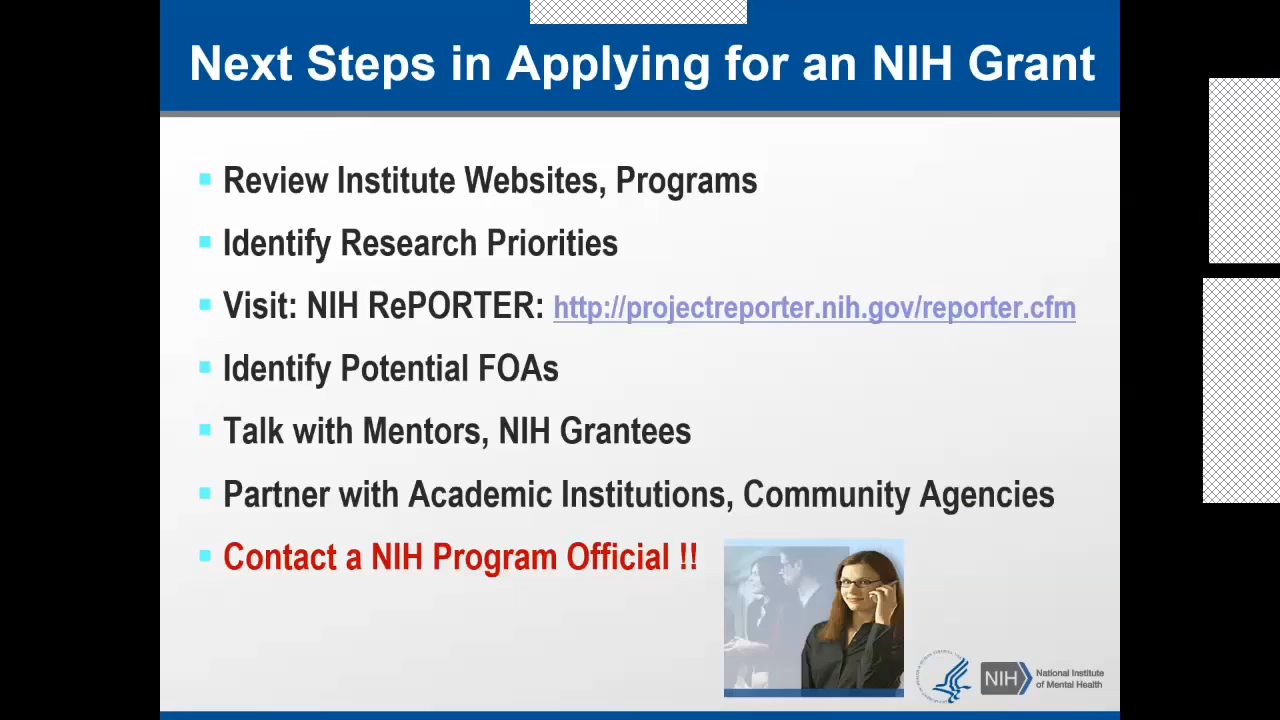 Next Steps in Applying for an NIH Grant
Review Institute Websites, Programs
Identify Research Priorities
Visit: NIH RePORTER: http://projectreporter.nih.gov/reporter.cfm
Identify Potential FOAs
Talk with Mentors, NIH Grantees
Partner with Academic Institutions, Community Agencies
Contact a NIH Program Official !!
NIH
National Institute
of Mental Health